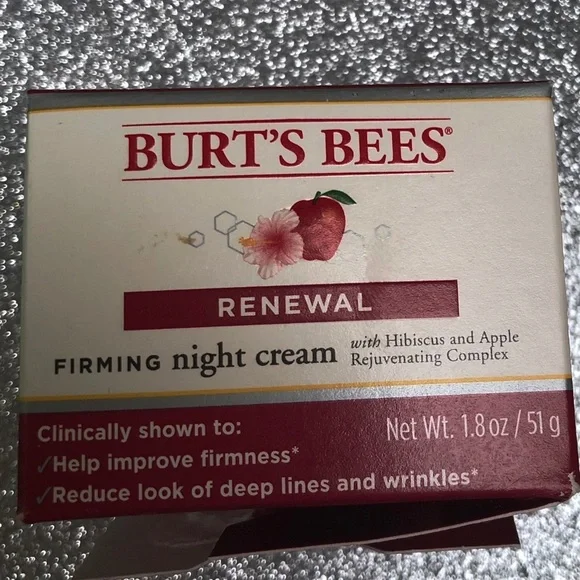 BURT'S BEES®
RENEWAL
FIRMING night cream with Hibiscus and Apple
Rejuvenating Complex
Clinically shown to:
Net Wt. 1.8 oz / 51 g
✓Help improve firmness*
✓Reduce look of deep lines and wrinkles*